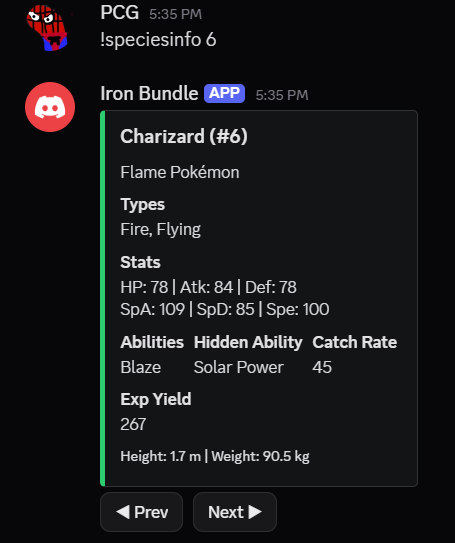 PCG 5:35 PM
!speciesinfo 6
Iron Bundle APP 5:35 PM
Charizard (#6)
Flame Pokémon
Types
Fire, Flying
Stats
HP: 78 | Atk: 84 | Def: 78
SpA: 109 | SpD: 85 | Spe: 100
Abilities Hidden Ability Catch Rate
Blaze Solar Power 45
Exp Yield
267
Height: 1.7 m | Weight: 90.5 kg
◀ Prev Next ▶